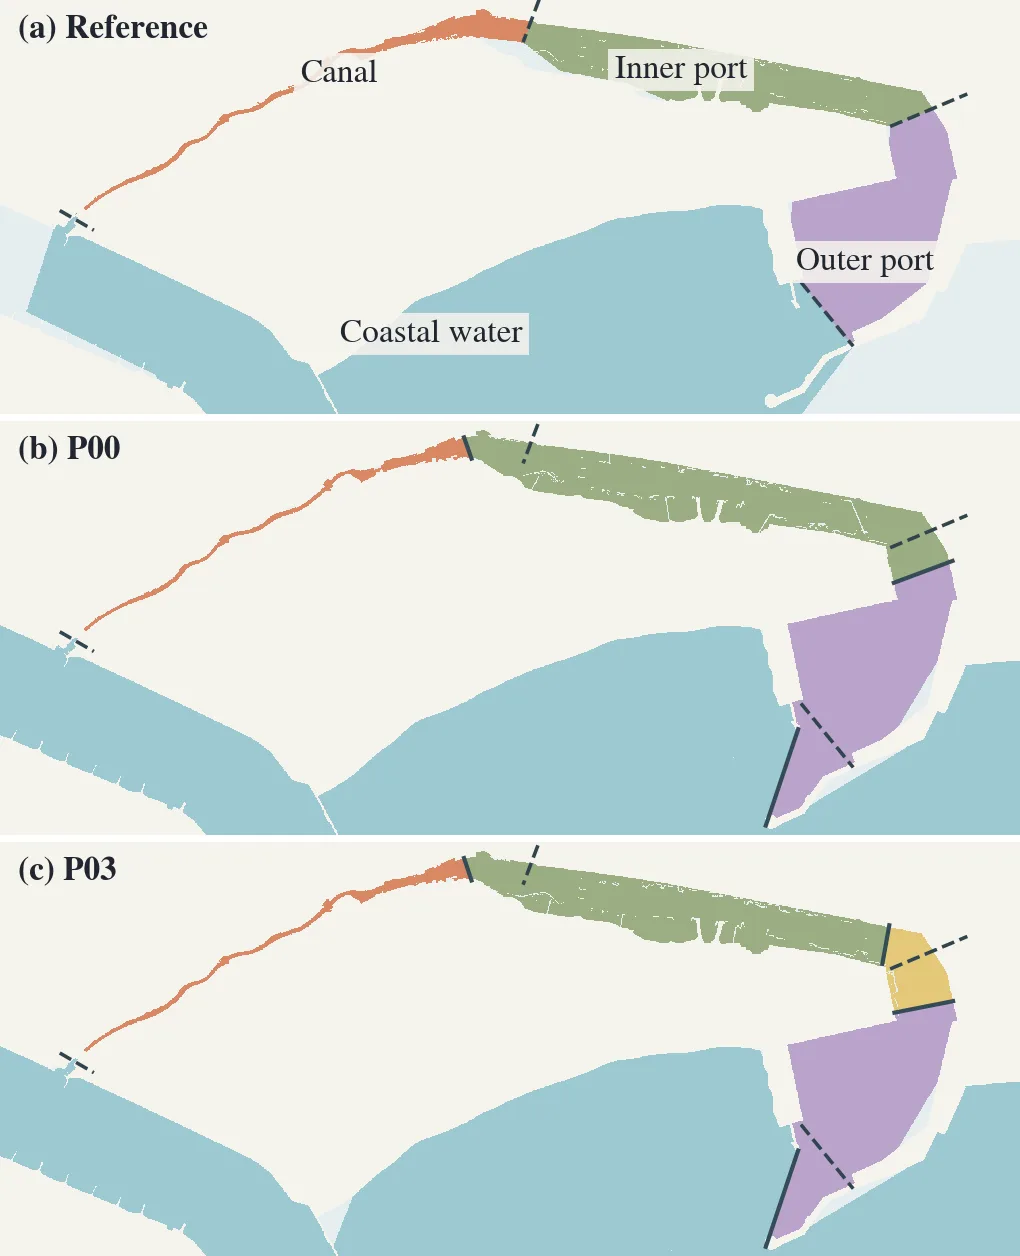 (a) Reference
Canal
Inner port
Outer port
Coastal water
(b) P00
(c) P03